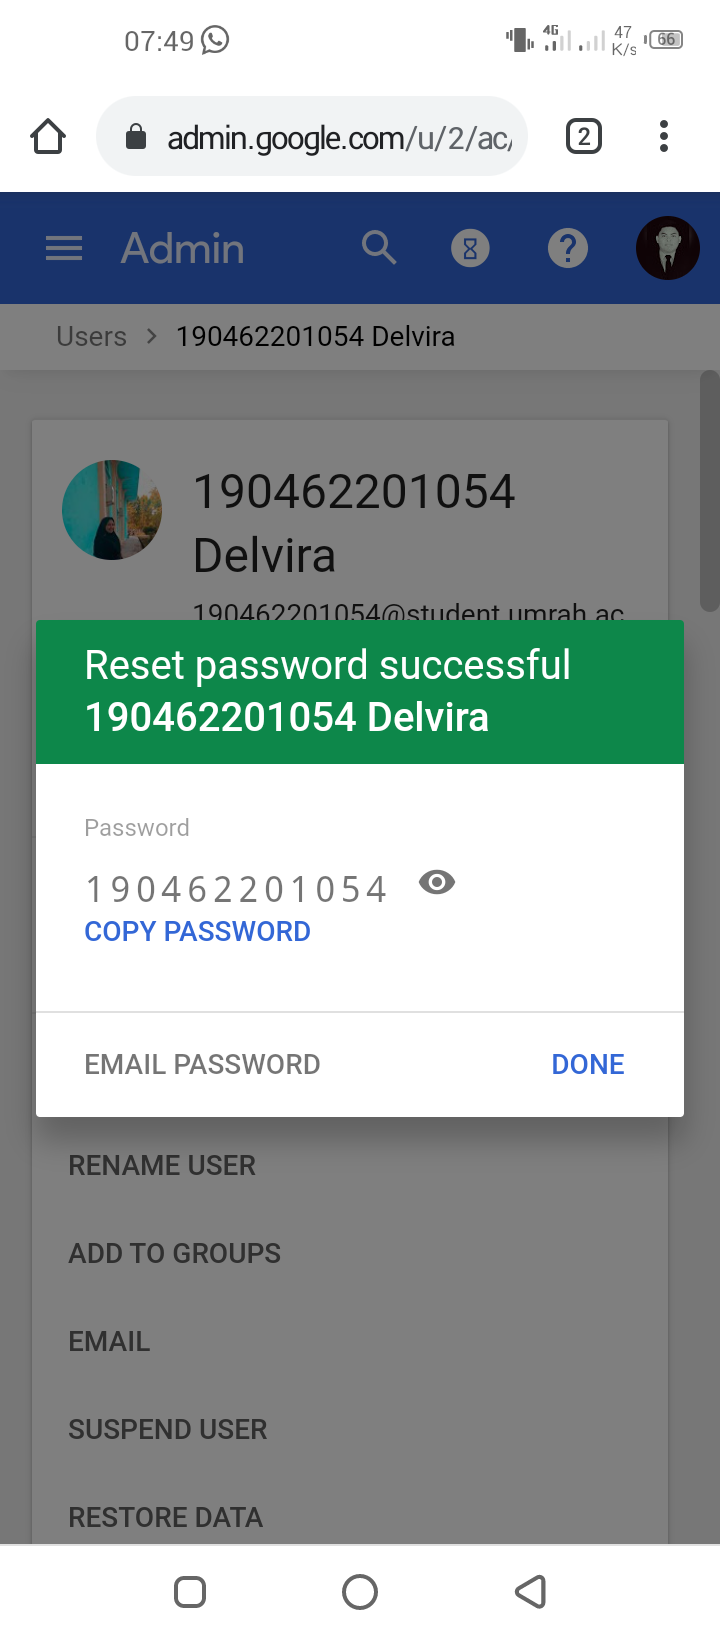 07:49 4G 47 K/s 66
admin.google.com/u/2/ac/
2
Admin
Users > 190462201054 Delvira
190462201054
Delvira
190462201054@student.umrah.ac
Reset password successful
190462201054 Delvira
Password
190462201054
COPY PASSWORD
EMAIL PASSWORD DONE
RENAME USER
ADD TO GROUPS
EMAIL
SUSPEND USER
RESTORE DATA